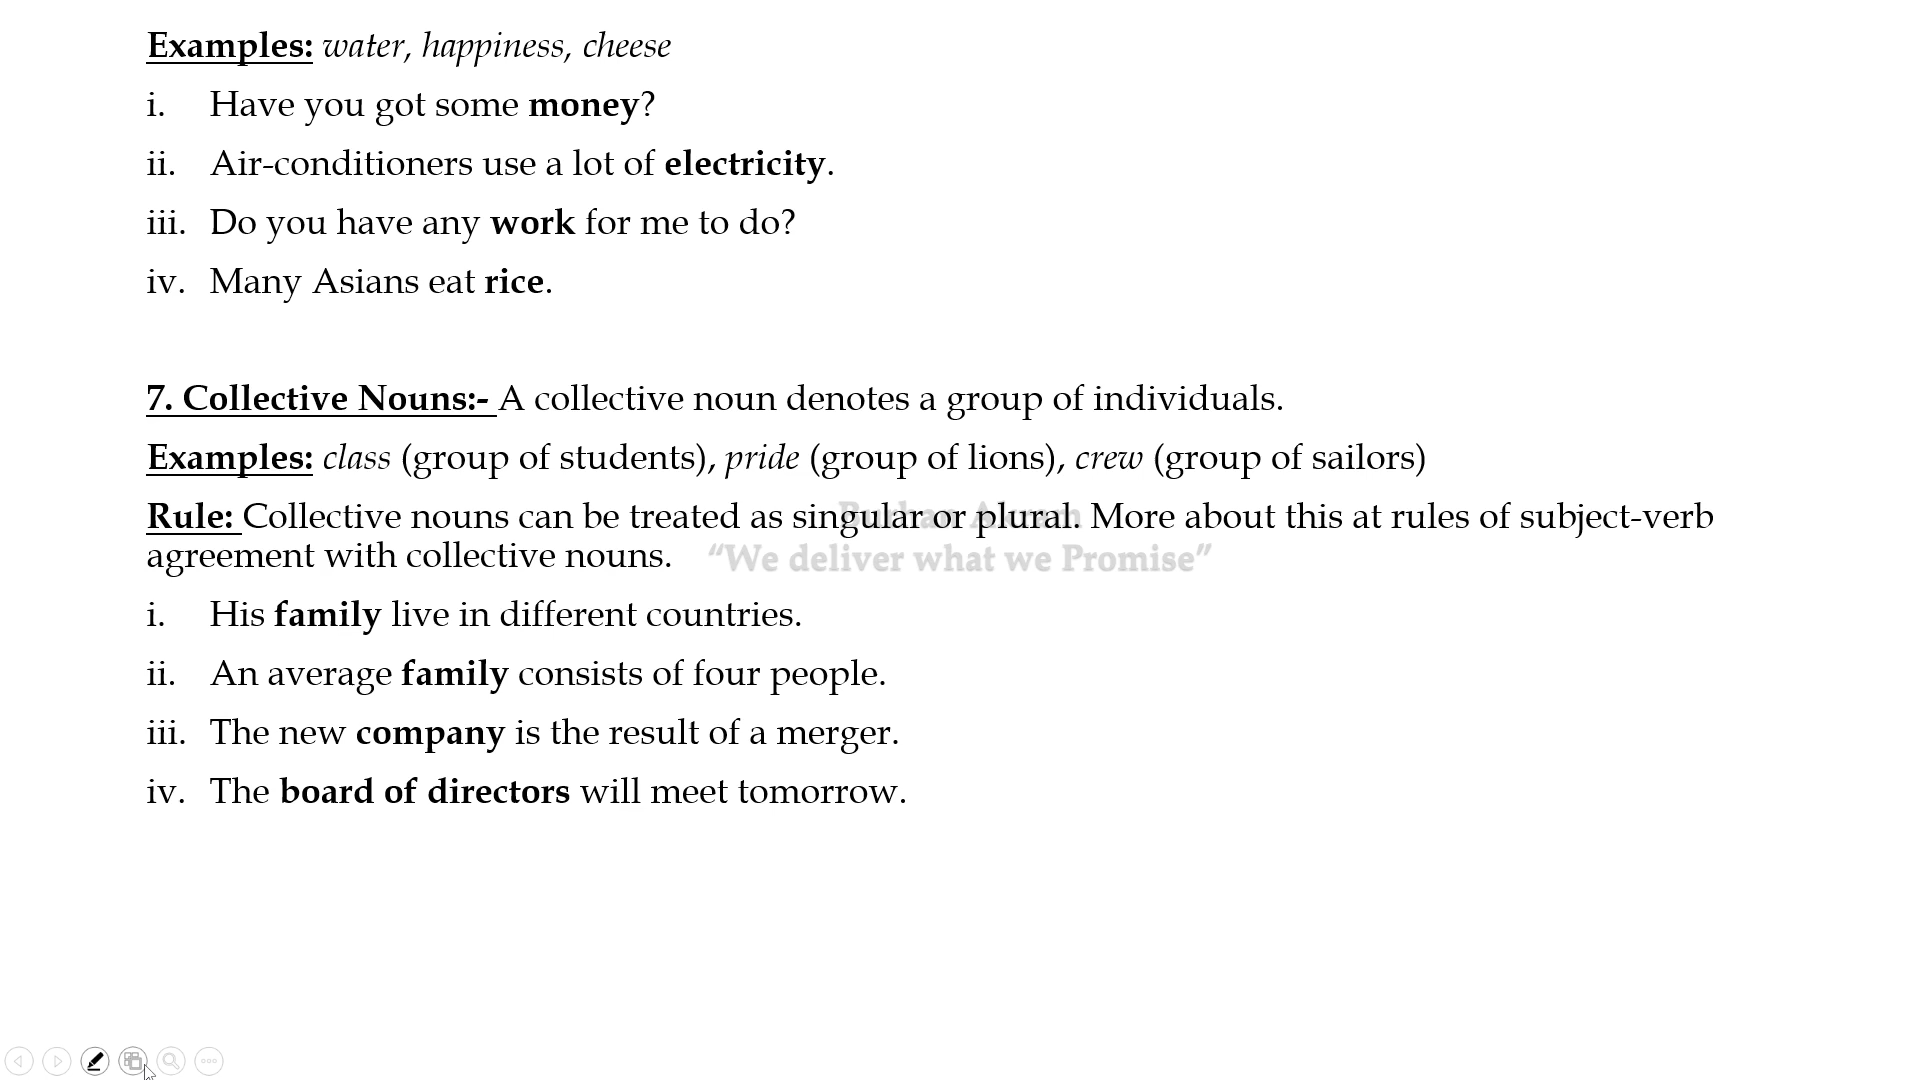 Examples: water, happiness, cheese
i. Have you got some money?
ii. Air-conditioners use a lot of electricity.
iii. Do you have any work for me to do?
iv. Many Asians eat rice.
7. Collective Nouns:- A collective noun denotes a group of individuals.
Examples: class (group of students), pride (group of lions), crew (group of sailors)
Rule: Collective nouns can be treated as singular or plural. More about this at rules of subject-verb
agreement with collective nouns.
Burhan Akram
“We deliver what we Promise”
i. His family live in different countries.
ii. An average family consists of four people.
iii. The new company is the result of a merger.
iv. The board of directors will meet tomorrow.